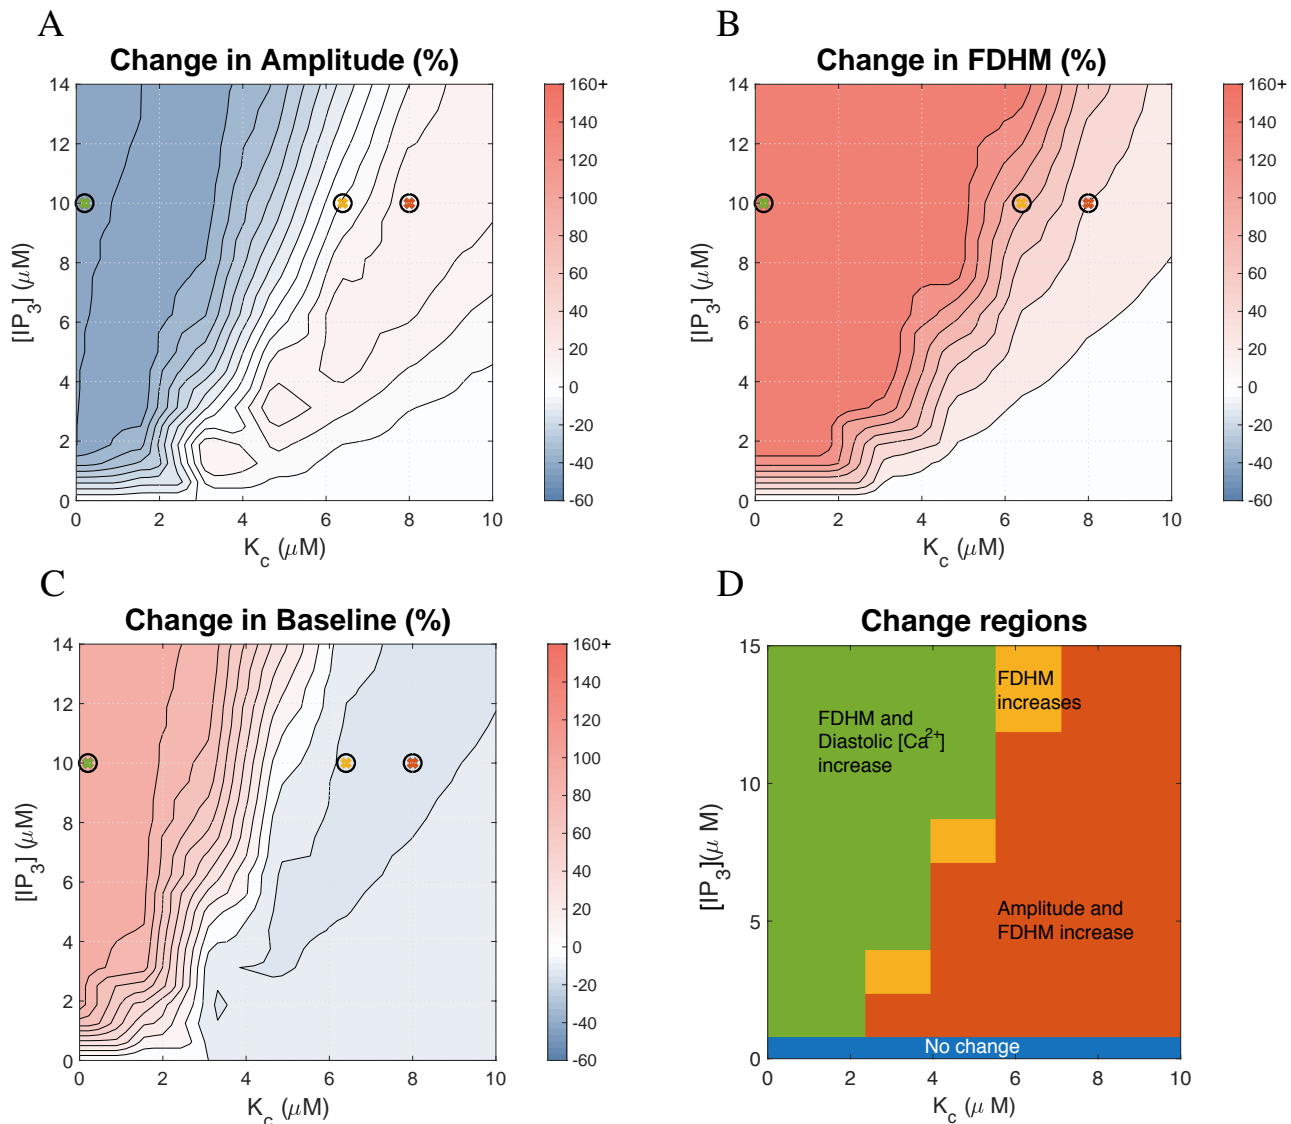 A
Change in Amplitude (%)
14
12
10
8
6
4
2
0
[IP3] (μM)
0 2 4 6 8 10
Kc (μM)
160+
140
120
100
80
60
40
20
0
-20
-40
-60
B
Change in FDHM (%)
14
12
10
8
6
4
2
0
[IP3] (μM)
0 2 4 6 8 10
Kc (μM)
160+
140
120
100
80
60
40
20
0
-20
-40
-60
C
Change in Baseline (%)
14
12
10
8
6
4
2
0
[IP3] (μM)
0 2 4 6 8 10
Kc (μM)
160+
140
120
100
80
60
40
20
0
-20
-40
-60
D
Change regions
15
10
5
0
[IP3](μ M)
FDHM
increases
FDHM and
Diastolic [Ca2+]
increase
Amplitude and
FDHM increase
No change
0 2 4 6 8 10
Kc (μ M)